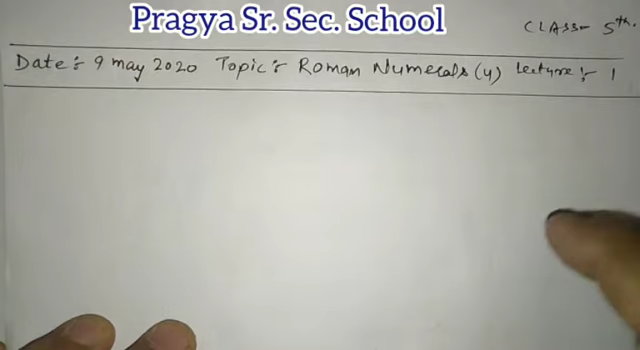 Pragya Sr. Sec. School
CLASS- 5th.
Date:- 9 may 2020 Topic:- Roman Numerals (4) Lecture:- 1